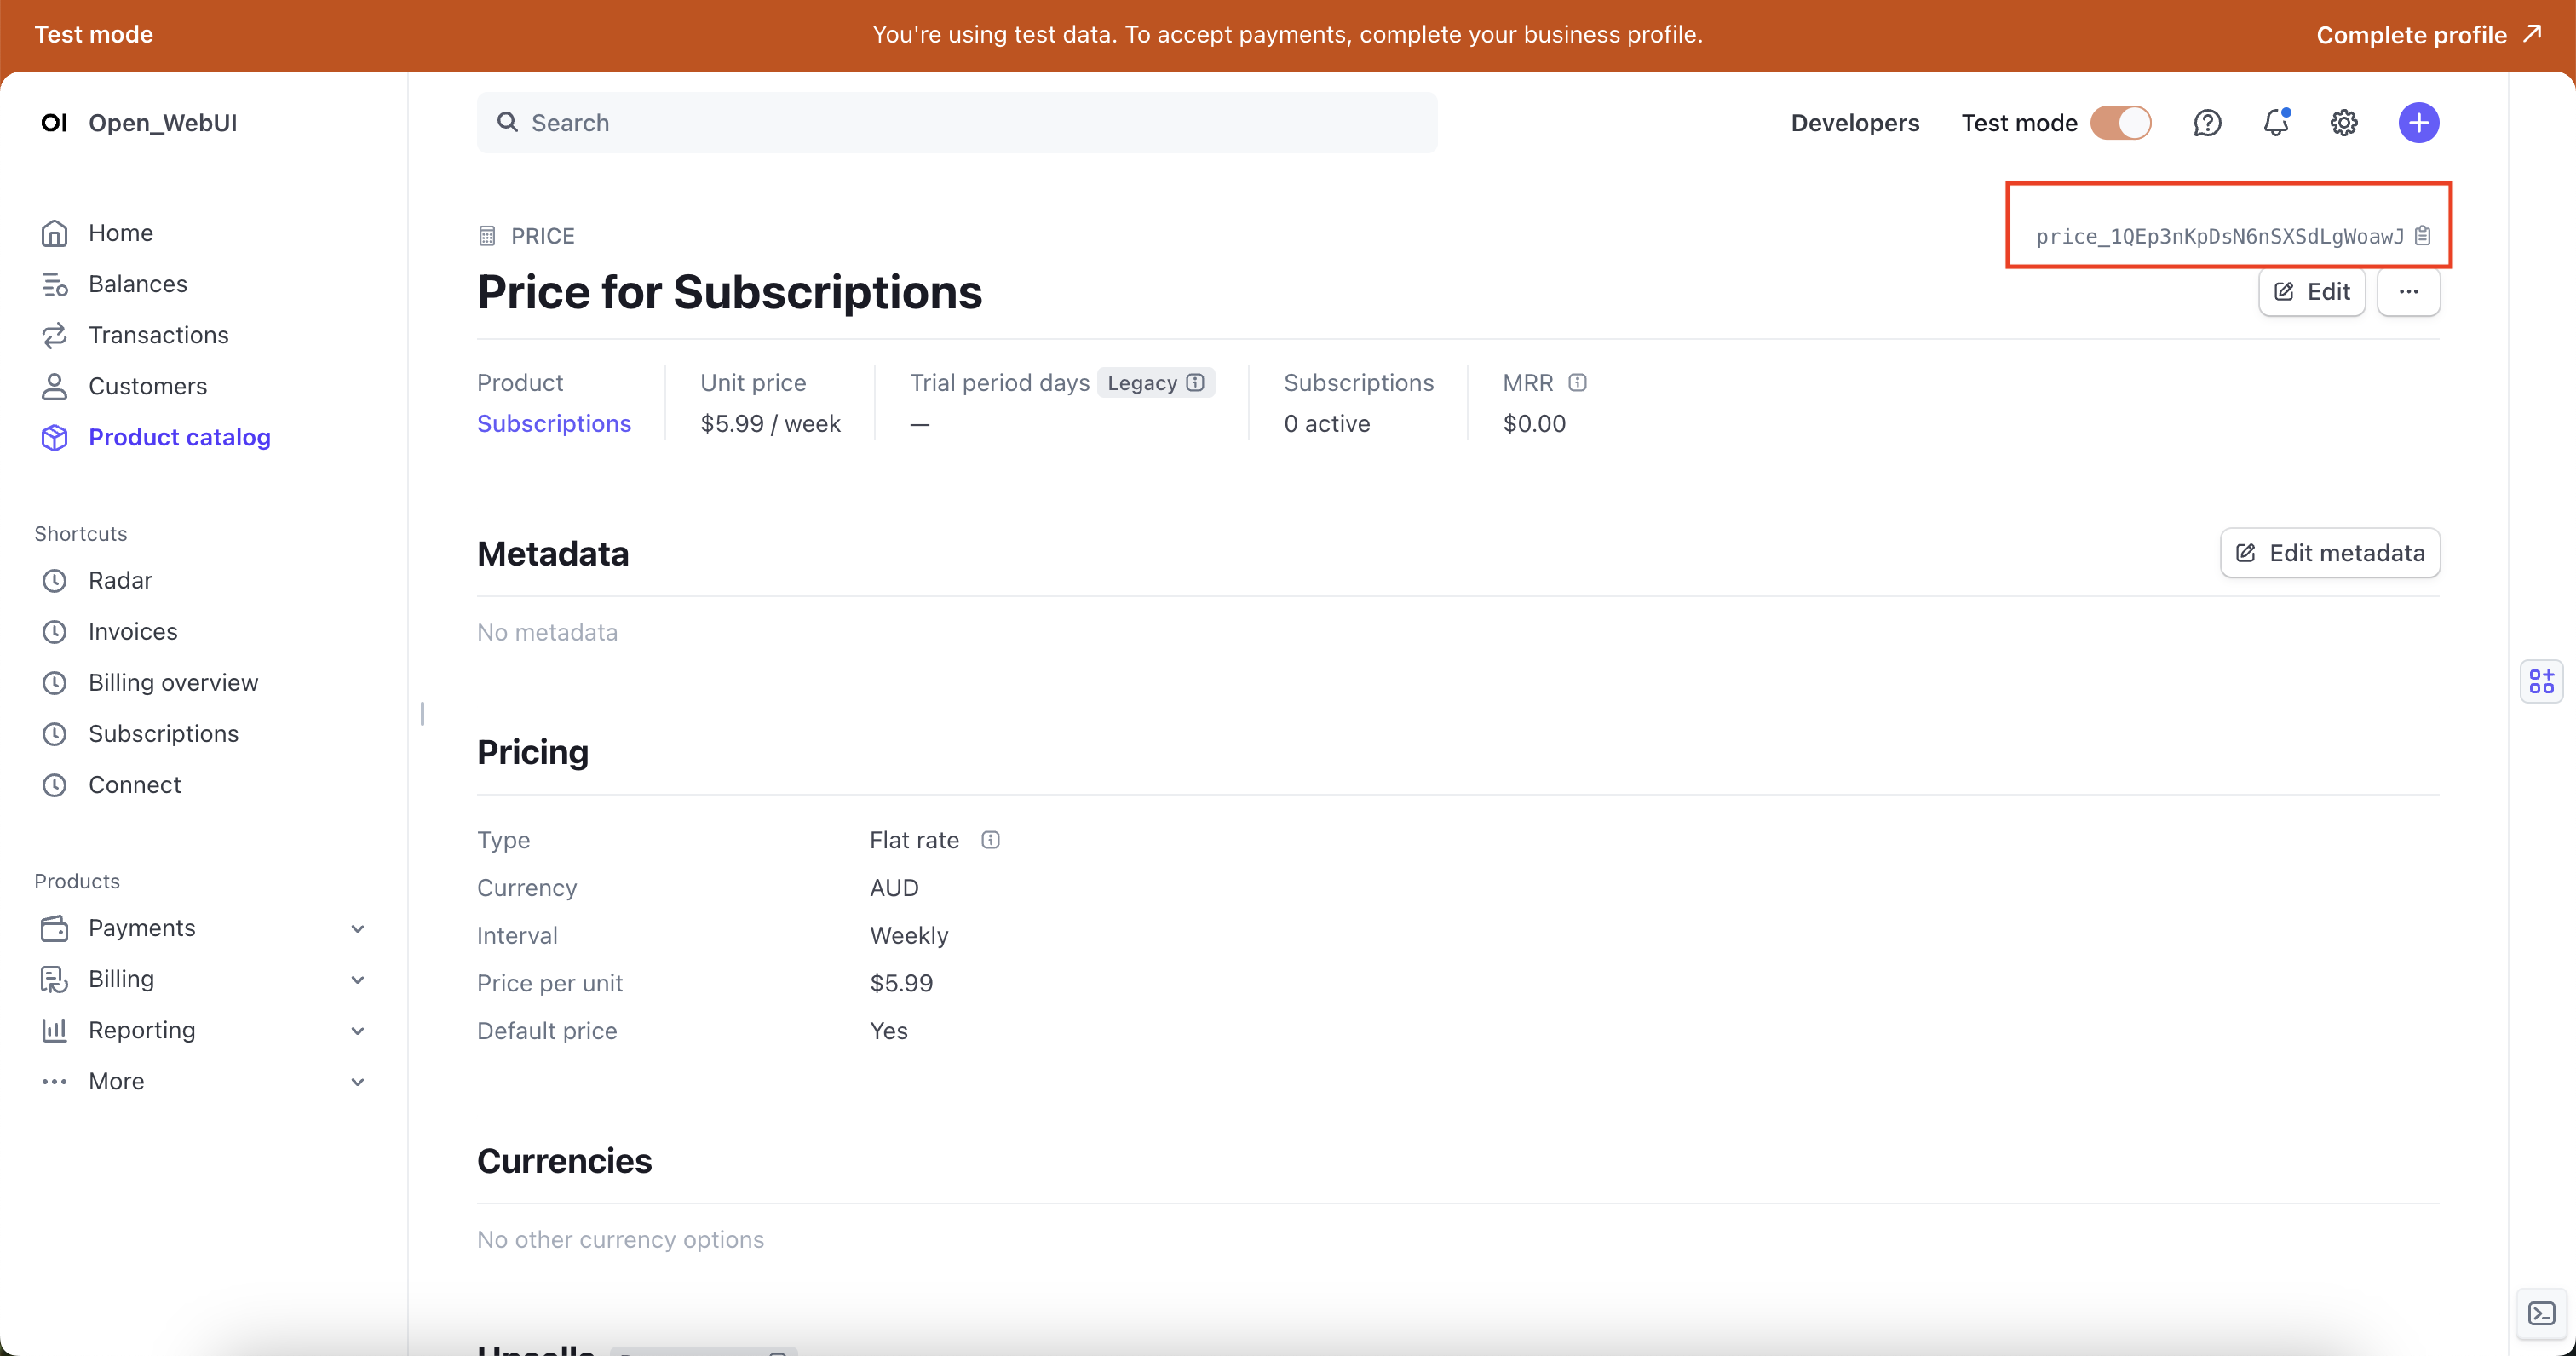 Test mode
You're using test data. To accept payments, complete your business profile.
Complete profile
Open_WebUI
Search
Developers
Test mode
Home
Balances
Transactions
Customers
Product catalog
Shortcuts
Radar
Invoices
Billing overview
Subscriptions
Connect
Products
Payments
Billing
Reporting
More
PRICE
price_1QEp3nKpDsN6nSXSdLgWoawJ
Price for Subscriptions
Edit
Product
Subscriptions
Unit price
$5.99 / week
Trial period days Legacy
—
Subscriptions
0 active
MRR
$0.00
Metadata
Edit metadata
No metadata
Pricing
Type Flat rate
Currency AUD
Interval Weekly
Price per unit $5.99
Default price Yes
Currencies
No other currency options